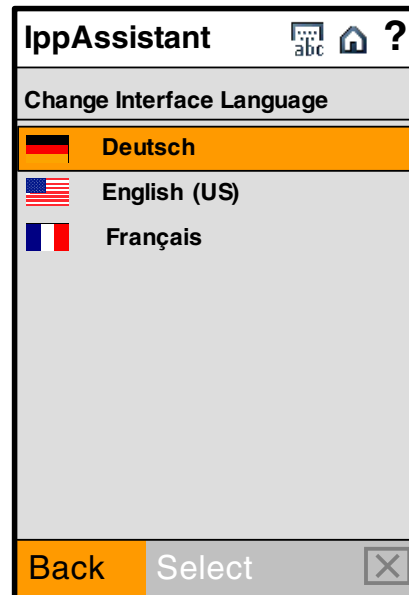 IppAssistant abc ?
Change Interface Language
Deutsch
English (US)
Français
Back Select